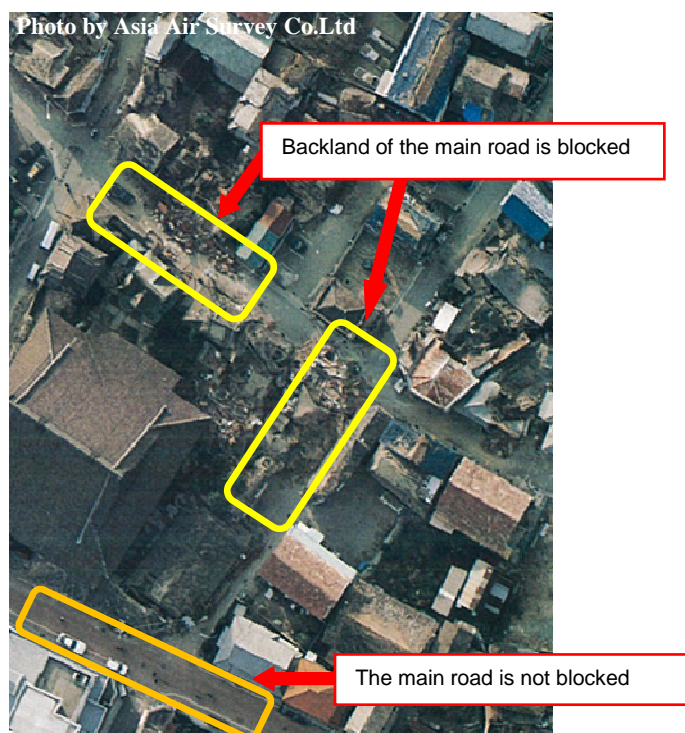 Photo by Asia Air Survey Co.Ltd
Backland of the main road is blocked
The main road is not blocked